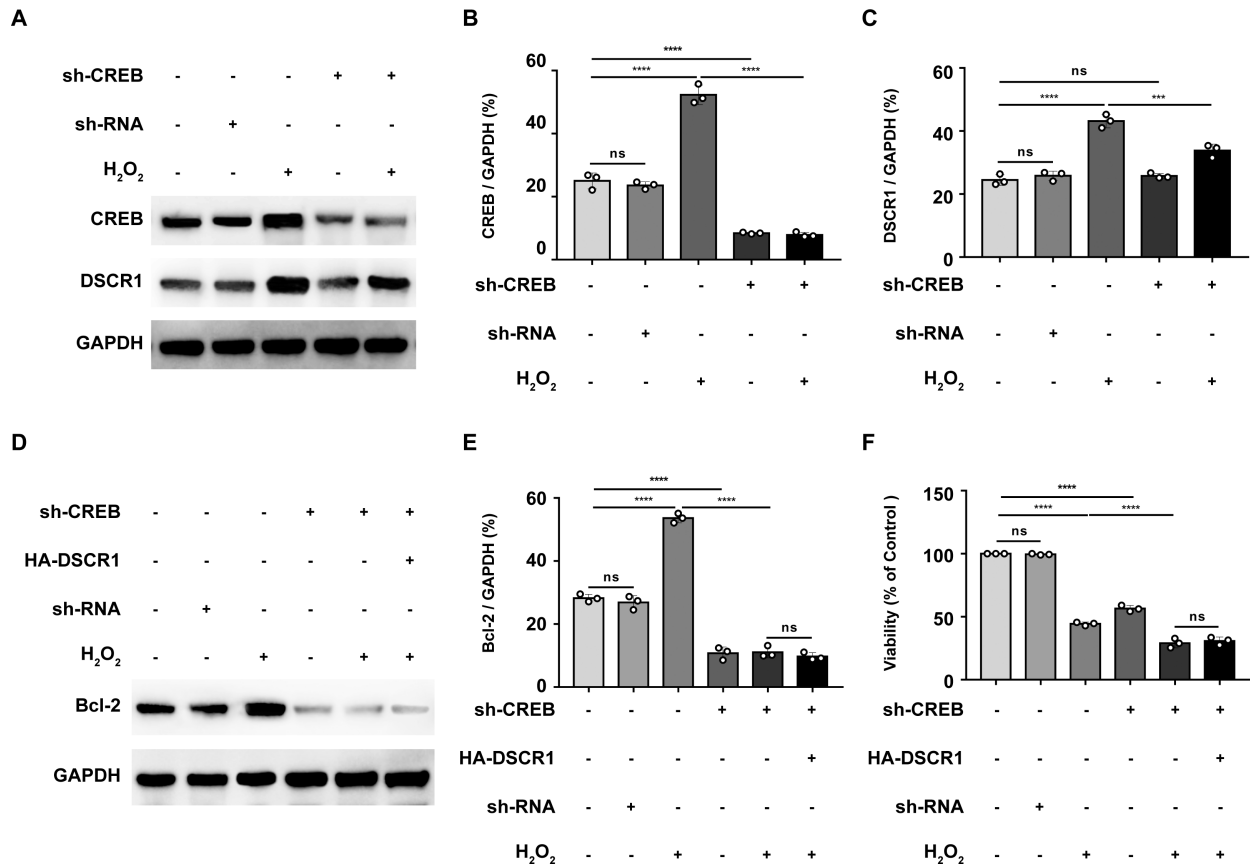 A
sh-CREB - - - + +
sh-RNA - + - - -
H₂O₂ - - + - +
CREB
DSCR1
GAPDH
B
CREB / GAPDH (%)
60
40
20
0
****
**** ****
ns
sh-CREB - - - + +
sh-RNA - + - - -
H₂O₂ - - + - +
C
DSCR1 / GAPDH (%)
60
40
20
0
ns
**** ***
ns
sh-CREB - - - + +
sh-RNA - + - - -
H₂O₂ - - + - +
D
sh-CREB - - - + + +
HA-DSCR1 - - - - - +
sh-RNA - + - - - -
H₂O₂ - - + - + +
Bcl-2
GAPDH
E
Bcl-2 / GAPDH (%)
60
40
20
0
****
**** ****
ns
ns
sh-CREB - - - + + +
HA-DSCR1 - - - - - +
sh-RNA - + - - - -
H₂O₂ - - + - + +
F
Viability (% of Control )
150
100
50
0
****
**** ****
ns
ns
sh-CREB - - - + + +
HA-DSCR1 - - - - - +
sh-RNA - + - - - -
H₂O₂ - - + - + +